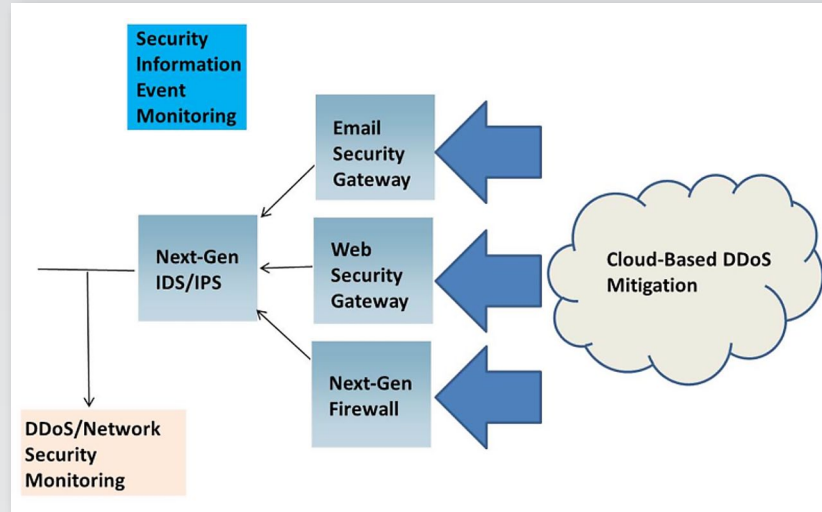 Security
Information
Event
Monitoring
Email
Security
Gateway
Next-Gen
IDS/IPS
Web
Security
Gateway
Cloud-Based DDoS
Mitigation
Next-Gen
Firewall
DDoS/Network
Security
Monitoring